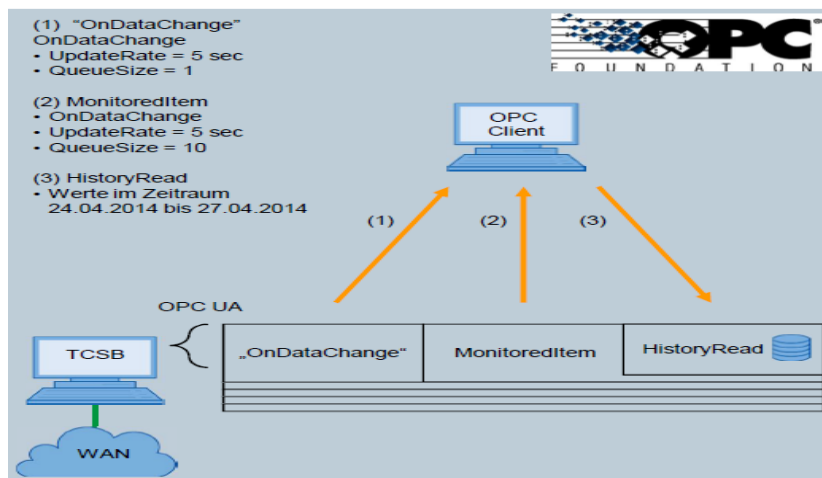 (1) "OnDataChange"
OnDataChange
• UpdateRate = 5 sec
• QueueSize = 1
(2) MonitoredItem
• OnDataChange
• UpdateRate = 5 sec
• QueueSize = 10
(3) HistoryRead
• Werte im Zeitraum
24.04.2014 bis 27.04.2014
OPC
FOUNDATION
OPC
Client
(1)
(2)
(3)
OPC UA
TCSB
„OnDataChange“
MonitoredItem
HistoryRead
WAN